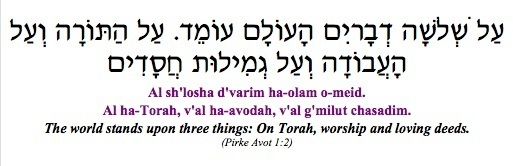 עַל שְׁלֹשָׁה דְבָרִים הָעוֹלָם עוֹמֵד. עַל הַתּוֹרָה וְעַל
הָעֲבוֹדָה וְעַל גְּמִילוּת חֲסָדִים
Al sh'losha d'varim ha-olam o-meid.
Al ha-Torah, v'al ha-avodah, v'al g'milut chasadim.
The world stands upon three things: On Torah, worship and loving deeds.
(Pirke Avot 1:2)